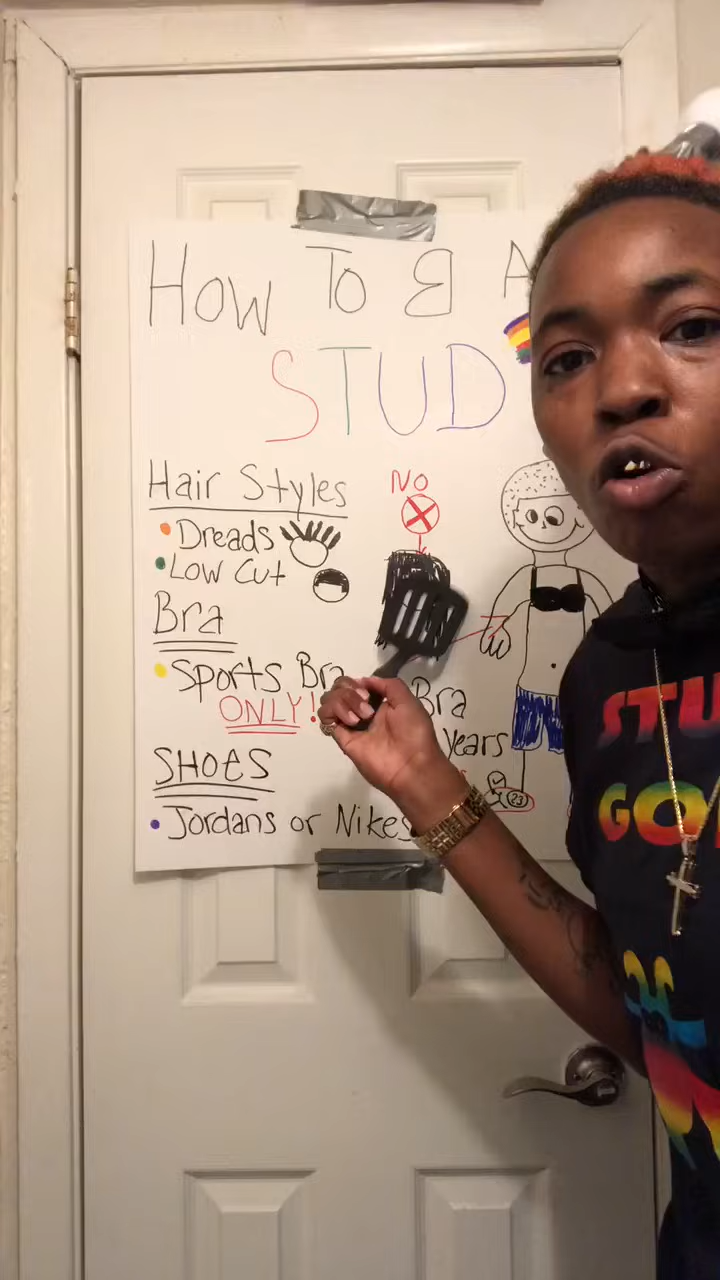 HOW TO B A
STUD
Hair Styles
NO
Dreads
Low Cut
Bra
Sports Bra
ONLY!
Bra
years
SHOES
23
Jordans or Nikes
STU
GO